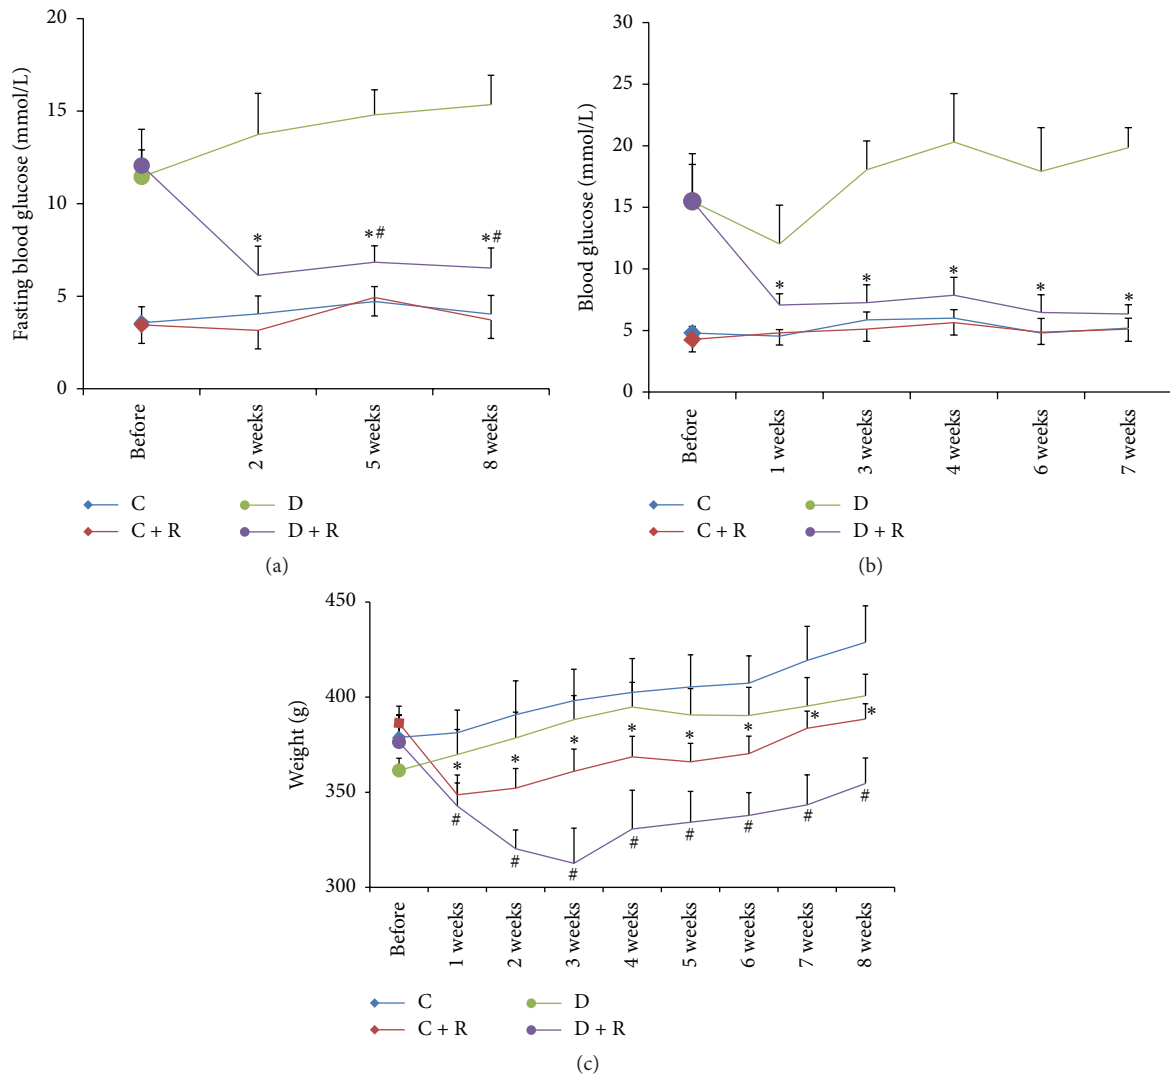 20
15
10
5
0
Fasting blood glucose (mmol/L)
* *# *#
Before 2 weeks 5 weeks 8 weeks
C D
C + R D + R
(a)
30
25
20
15
10
5
0
Blood glucose (mmol/L)
* * * * *
Before 1 weeks 3 weeks 4 weeks 6 weeks 7 weeks
C D
C + R D + R
(b)
450
400
350
300
Weight (g)
* * * * * * * *
# # # # # # # #
Before 1 weeks 2 weeks 3 weeks 4 weeks 5 weeks 6 weeks 7 weeks 8 weeks
C D
C + R D + R
(c)